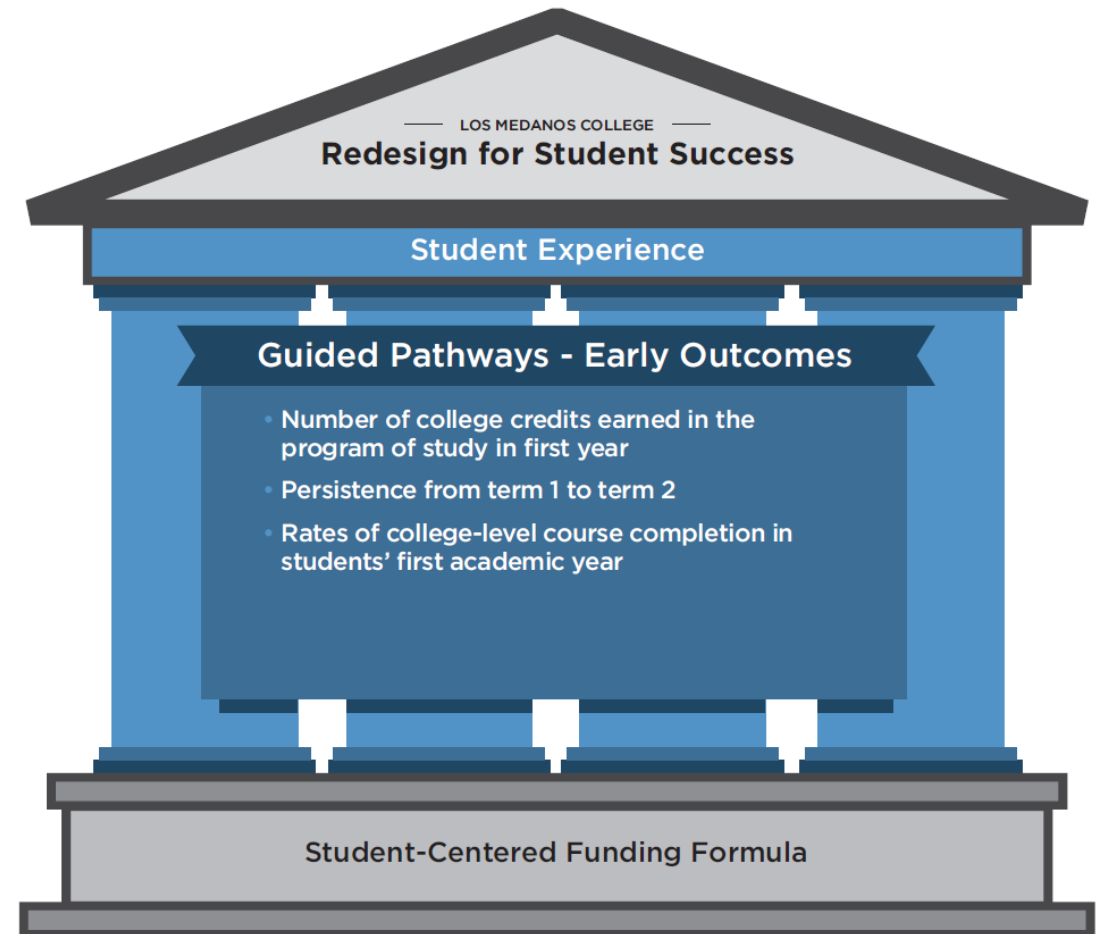 LOS MEDANOS COLLEGE
Redesign for Student Success
Student Experience
Guided Pathways - Early Outcomes
• Number of college credits earned in the
program of study in first year
• Persistence from term 1 to term 2
• Rates of college-level course completion in
students’ first academic year
Student-Centered Funding Formula